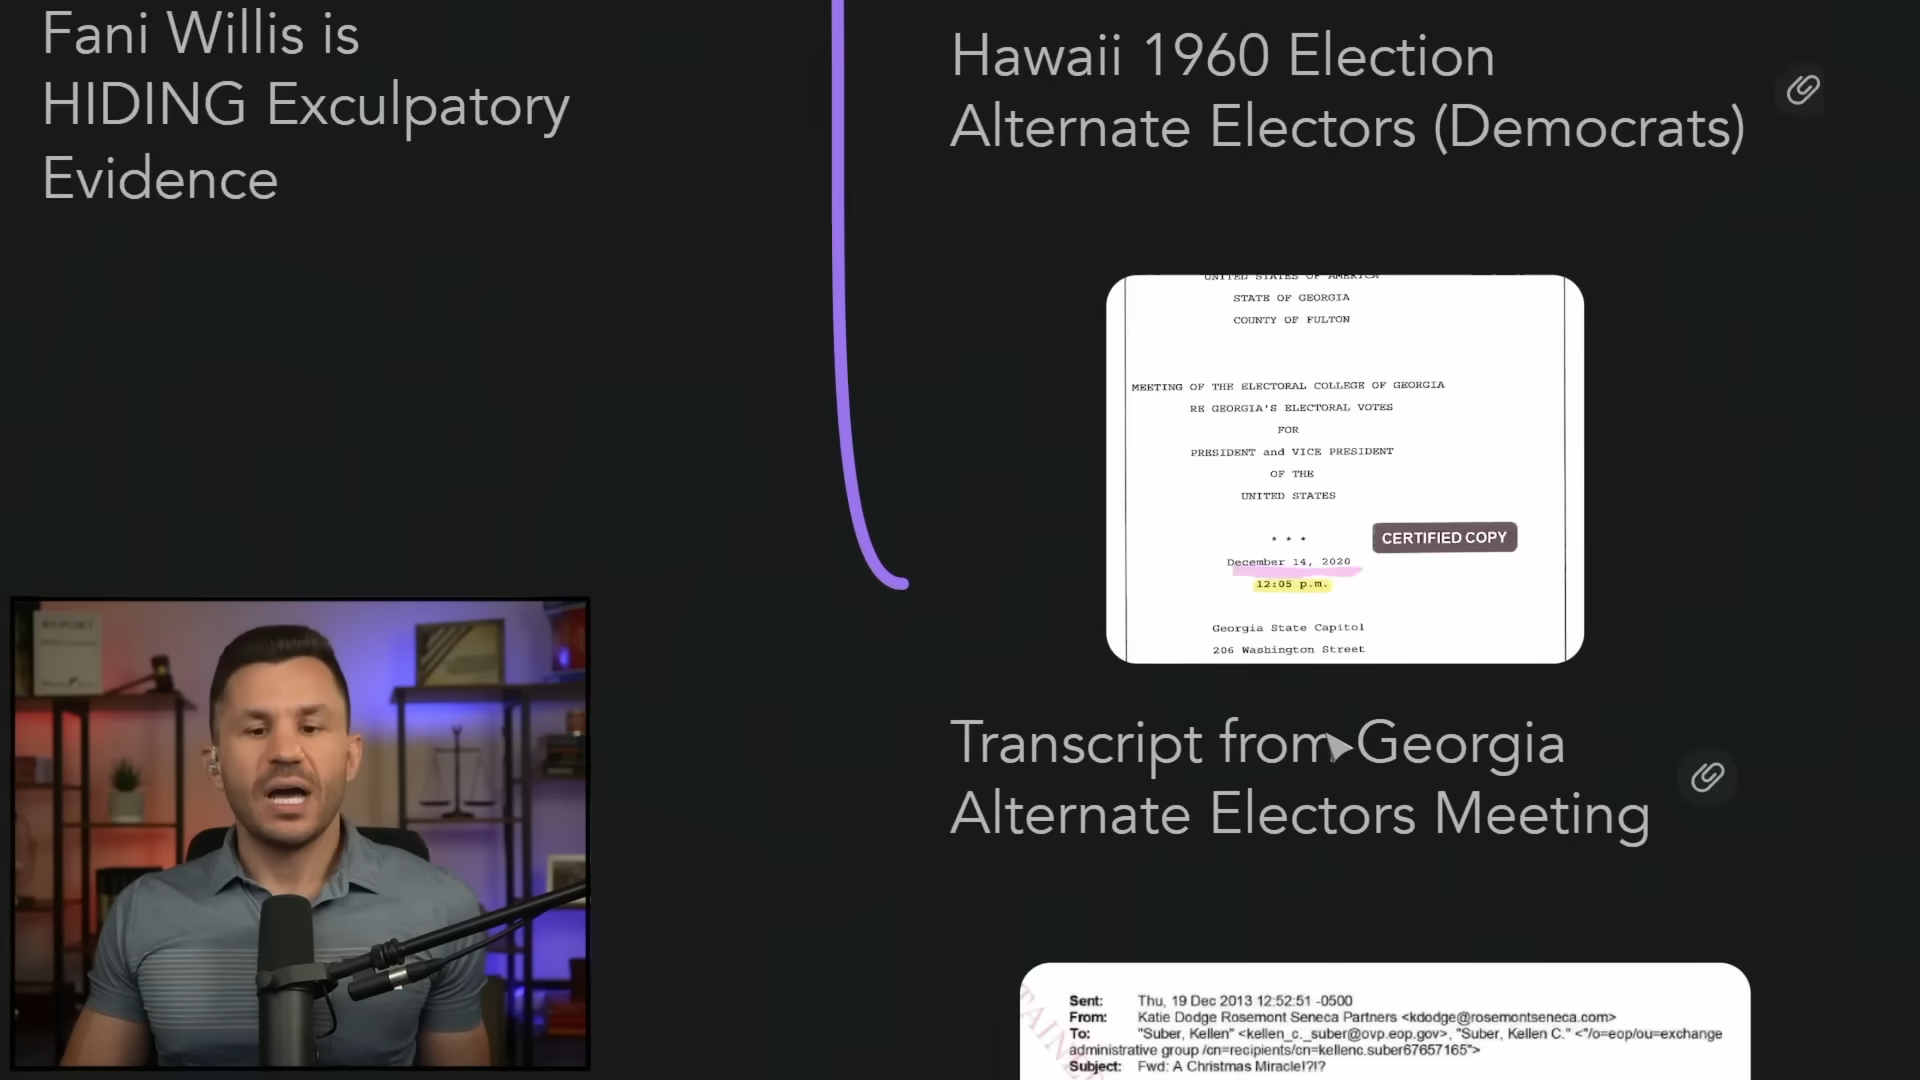 Fani Willis is
HIDING Exculpatory
Evidence
Hawaii 1960 Election
Alternate Electors (Democrats)
UNITED STATES OF AMERICA
STATE OF GEORGIA
COUNTY OF FULTON
MEETING OF THE ELECTORAL COLLEGE OF GEORGIA
RE GEORGIA'S ELECTORAL VOTES
FOR
PRESIDENT and VICE PRESIDENT
OF THE
UNITED STATES
* * *
CERTIFIED COPY
December 14, 2020
12:05 p.m.
Georgia State Capitol
206 Washington Street
Transcript from Georgia
Alternate Electors Meeting
Sent: Thu, 19 Dec 2013 12:52:51 -0500
From: Katie Dodge Rosemont Seneca Partners <kdodge@rosemontseneca.com>
To: "Suber, Kellen" <kellen_c._suber@ovp.eop.gov>, "Suber, Kellen C." <"/o=eop/ou=exchange
administrative group /cn=recipients/cn=kellenc.suber67657165">
Subject: Fwd: A Christmas Miracle!?!?
REPORT